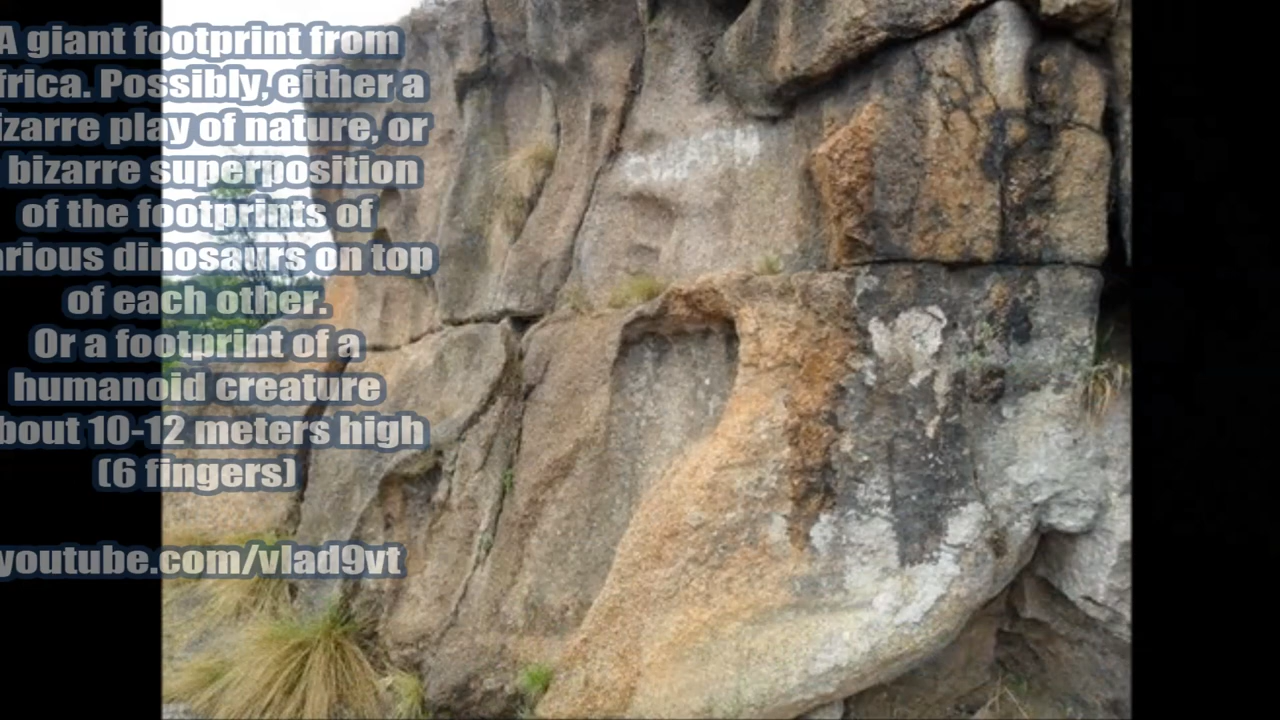 A giant footprint from
frica. Possibly, either a
izarre play of nature, or
bizarre superposition
of the footprints of
arious dinosaurs on top
of each other.
Or a footprint of a
humanoid creature
bout 10-12 meters high
(6 fingers)
youtube.com/vlad9vt